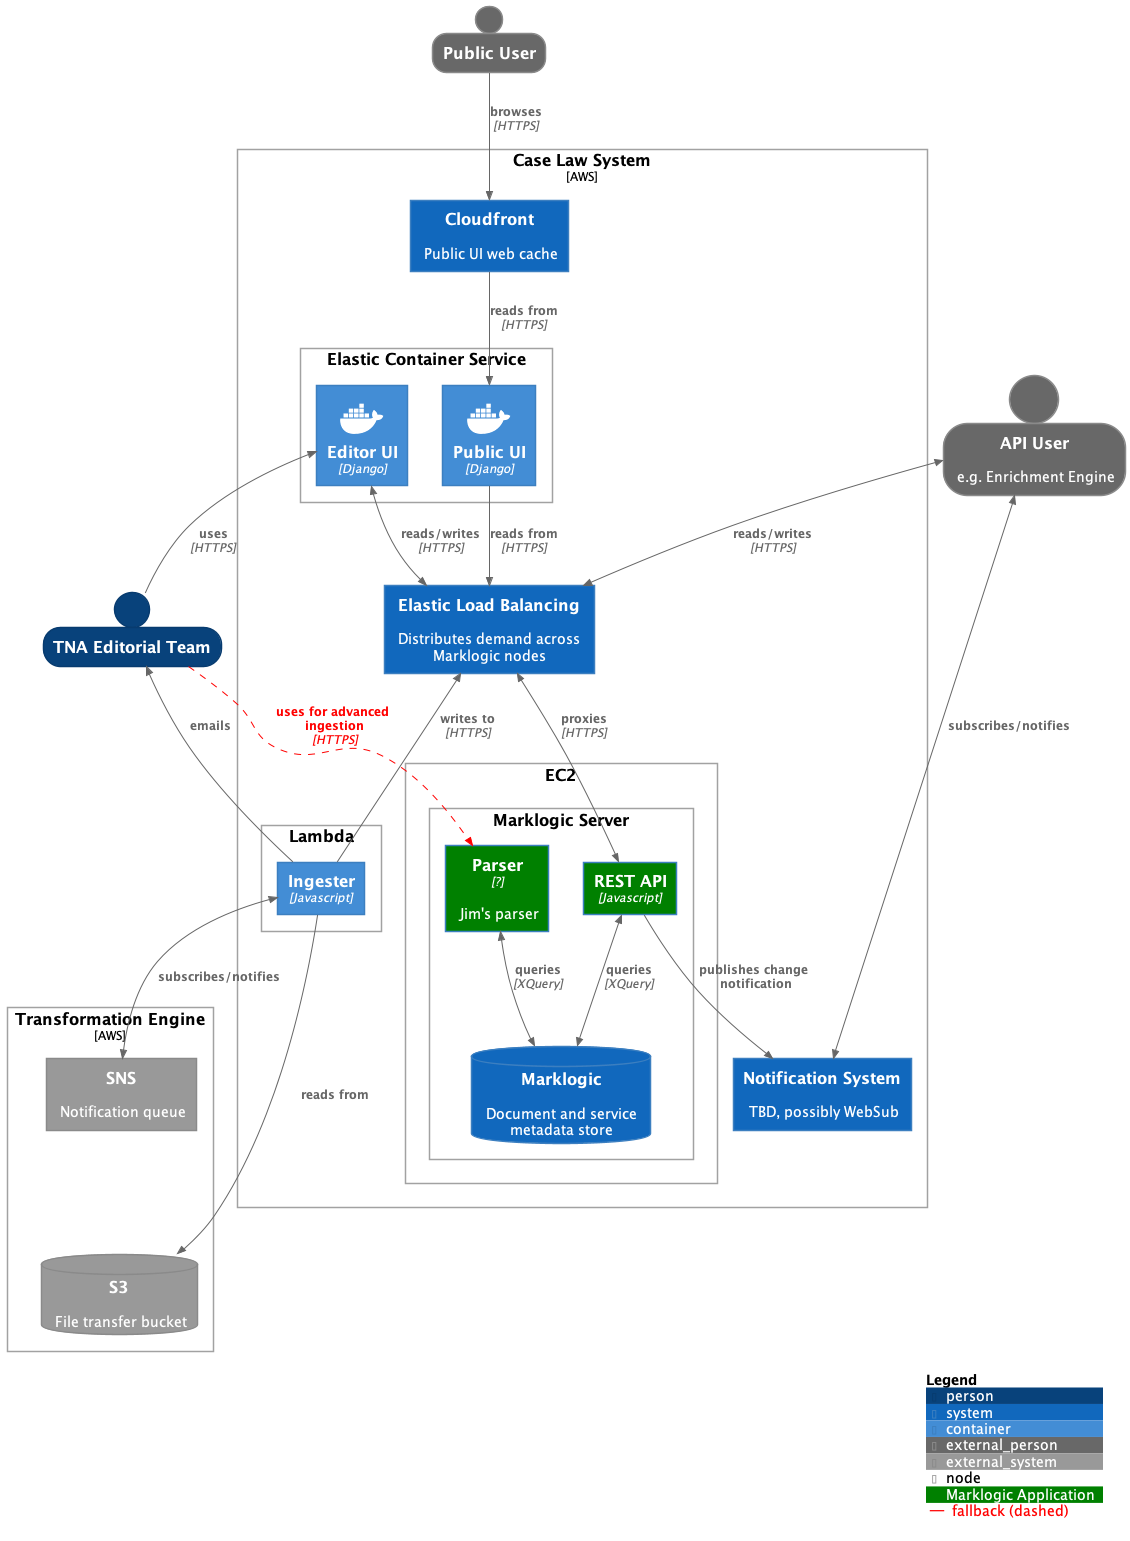 Public User
browses
[HTTPS]
Case Law System
[AWS]
Cloudfront
Public UI web cache
reads from
[HTTPS]
Elastic Container Service
Editor UI
[Django]
Public UI
[Django]
API User
e.g. Enrichment Engine
uses
[HTTPS]
reads/writes
[HTTPS]
reads from
[HTTPS]
reads/writes
[HTTPS]
Elastic Load Balancing
Distributes demand across
Marklogic nodes
TNA Editorial Team
emails
uses for advanced
ingestion
[HTTPS]
writes to
[HTTPS]
proxies
[HTTPS]
subscribes/notifies
EC2
Marklogic Server
Lambda
Ingester
[Javascript]
Parser
[?]
Jim's parser
REST API
[Javascript]
subscribes/notifies
queries
[XQuery]
queries
[XQuery]
publishes change
notification
Transformation Engine
[AWS]
SNS
Notification queue
Marklogic
Document and service
metadata store
Notification System
TBD, possibly WebSub
reads from
S3
File transfer bucket
Legend
person
system
container
external_person
external_system
node
Marklogic Application
fallback (dashed)